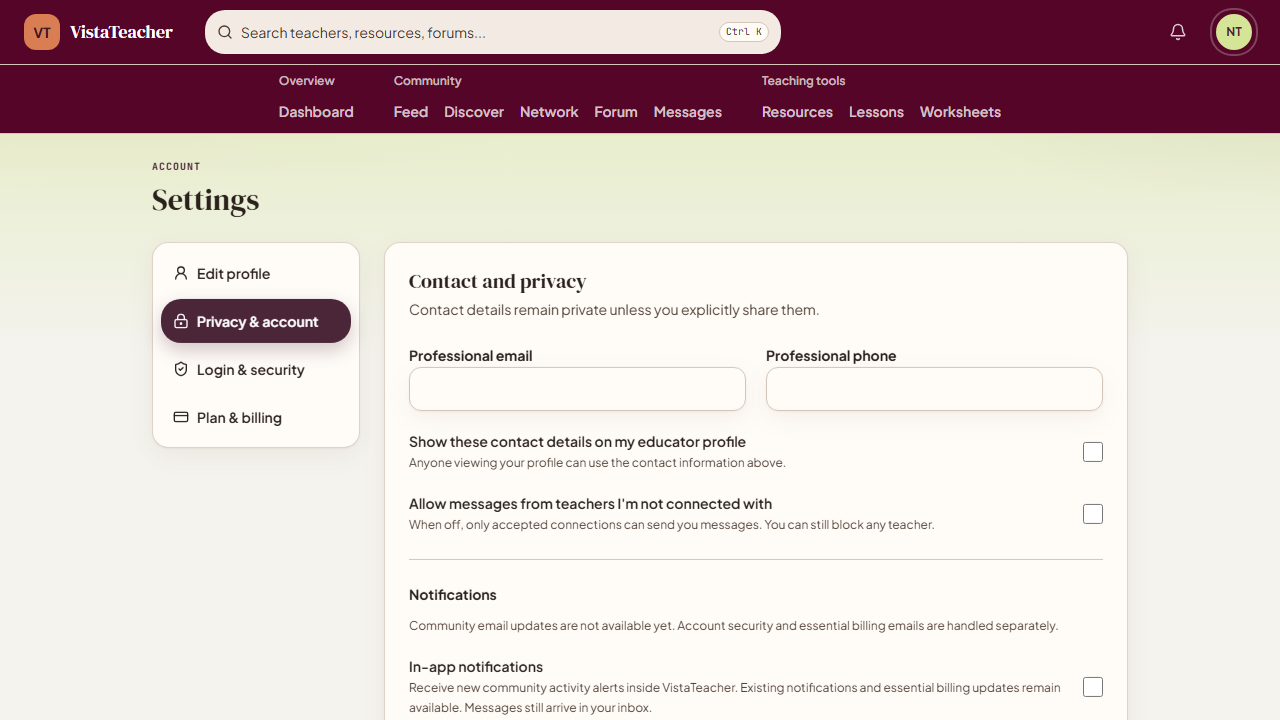 VT VistaTeacher
Search teachers, resources, forums...
Ctrl K
NT
Overview
Dashboard
Community
Feed Discover Network Forum Messages
Teaching tools
Resources Lessons Worksheets
ACCOUNT
Settings
Edit profile
Privacy & account
Login & security
Plan & billing
Contact and privacy
Contact details remain private unless you explicitly share them.
Professional email
Professional phone
Show these contact details on my educator profile
Anyone viewing your profile can use the contact information above.
Allow messages from teachers I'm not connected with
When off, only accepted connections can send you messages. You can still block any teacher.
Notifications
Community email updates are not available yet. Account security and essential billing emails are handled separately.
In-app notifications
Receive new community activity alerts inside VistaTeacher. Existing notifications and essential billing updates remain
available. Messages still arrive in your inbox.